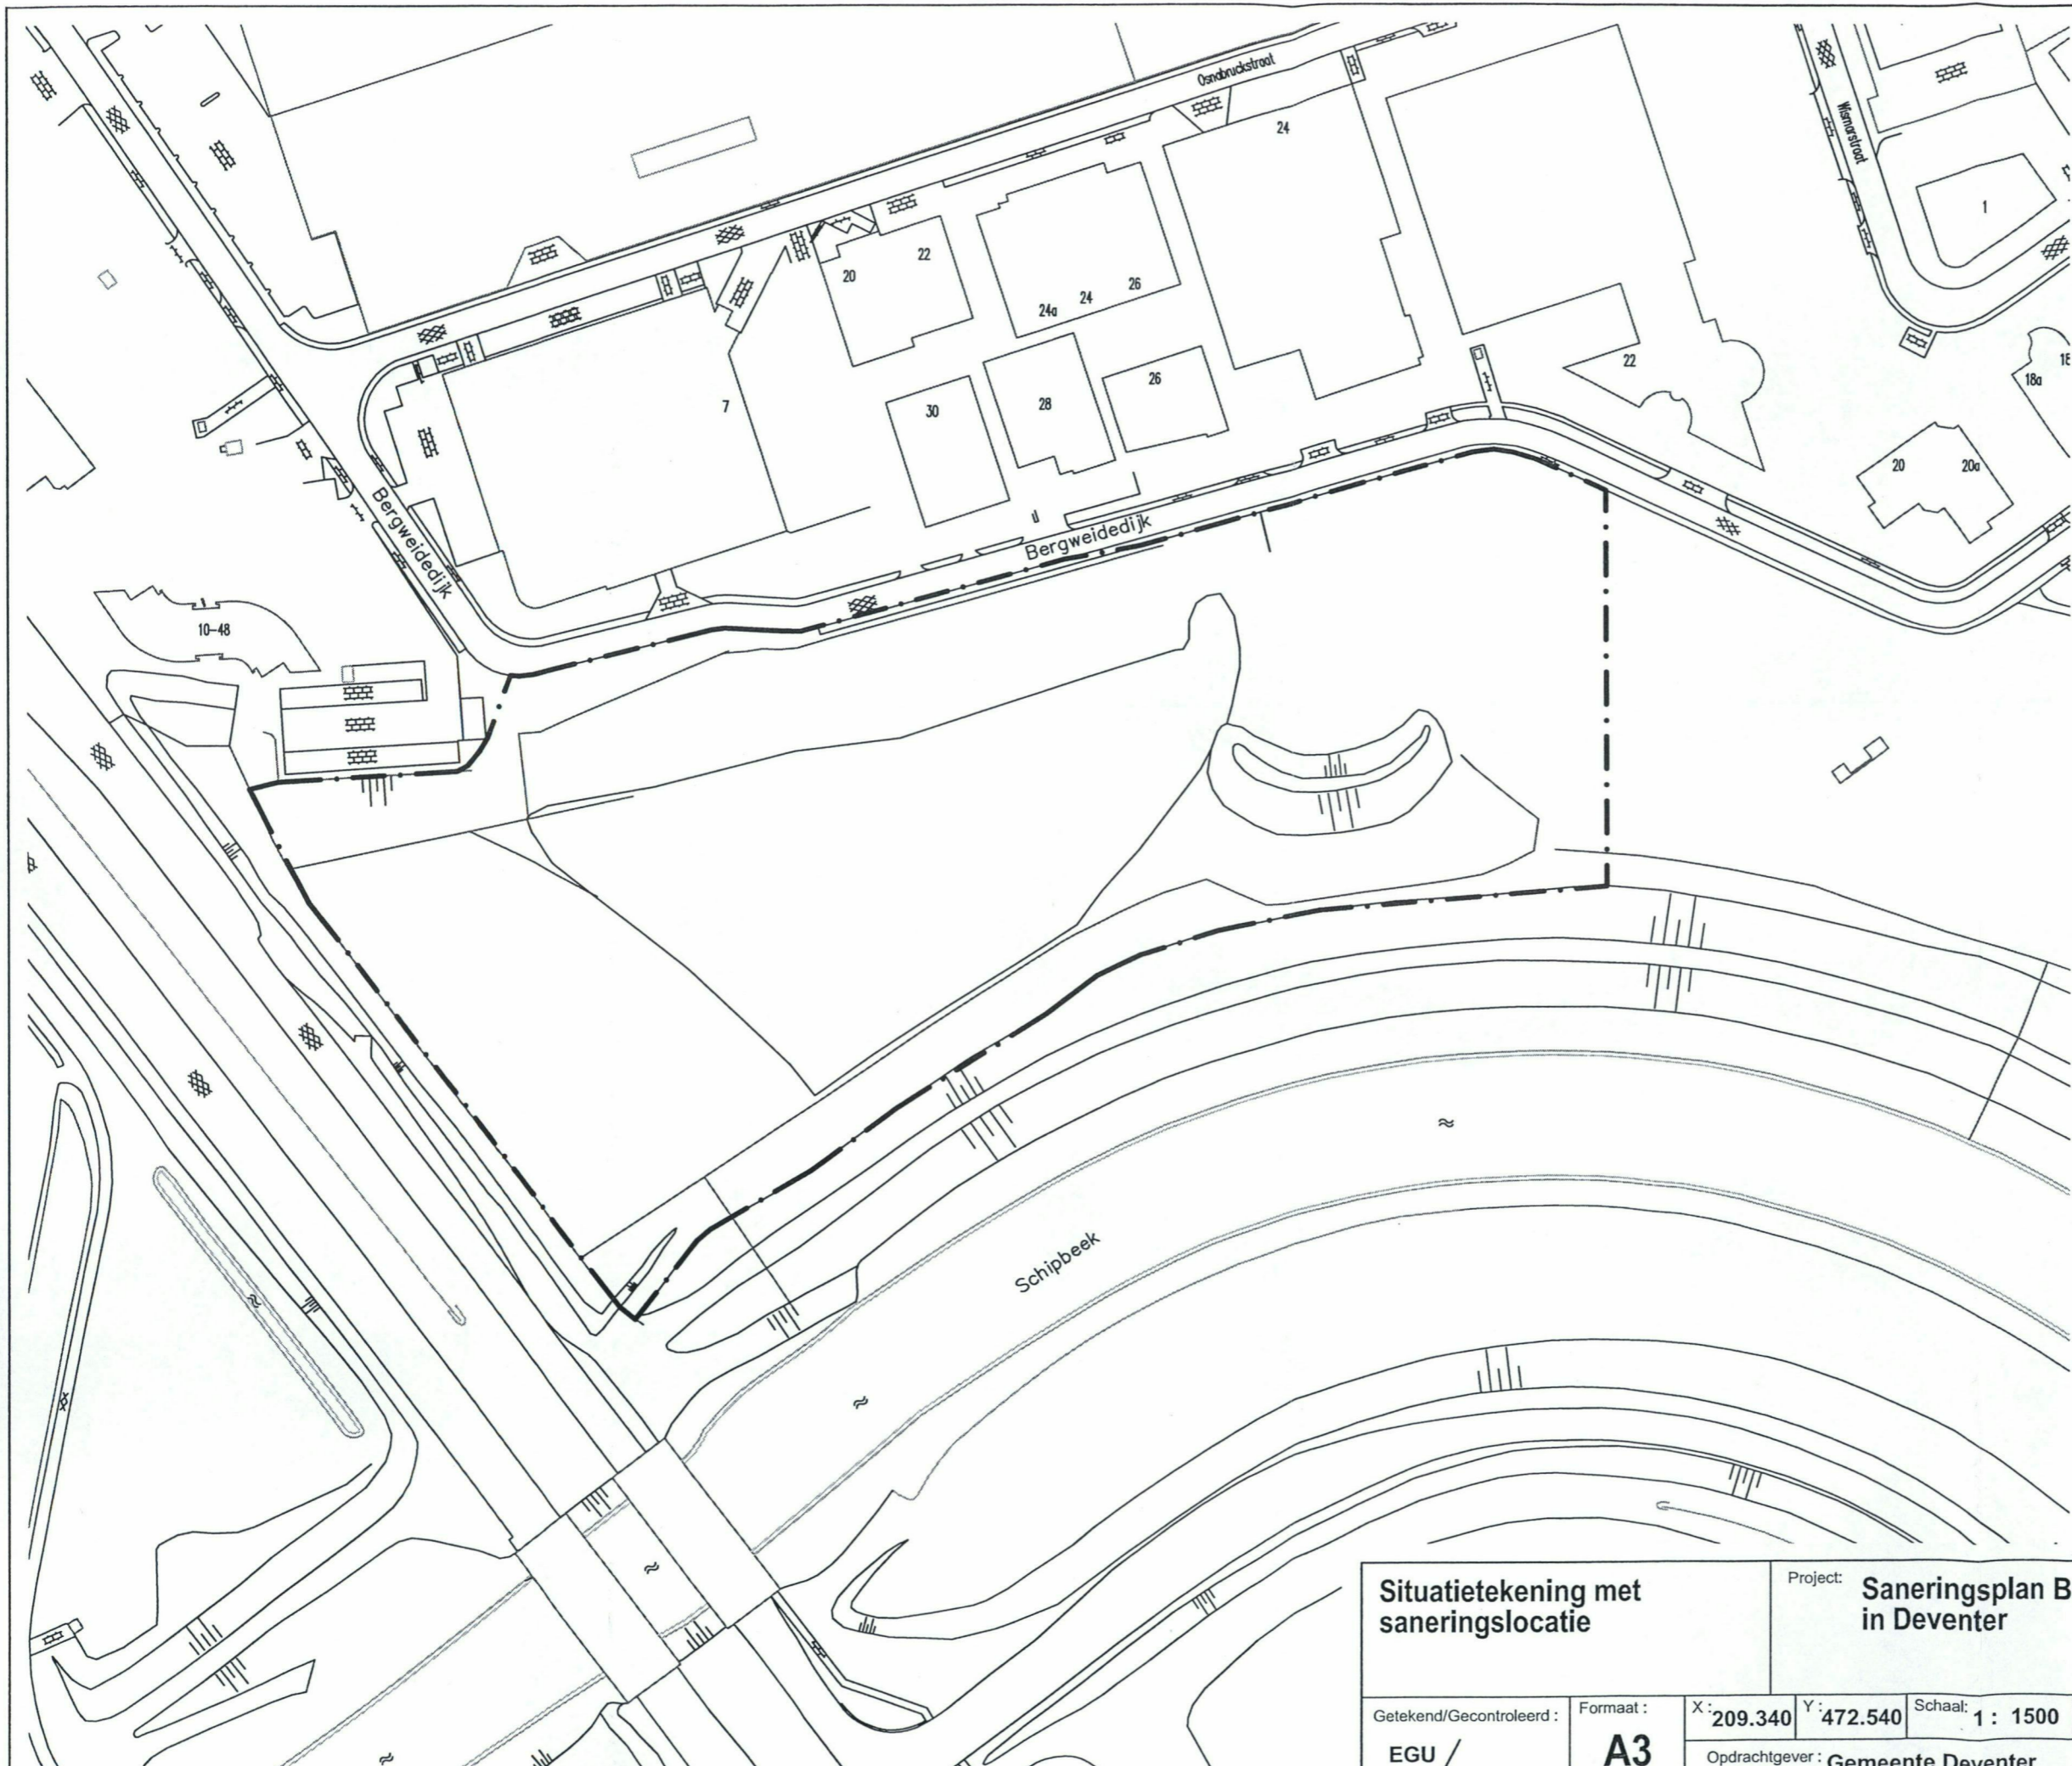 Osnabruckstraat
Wismarstraat
24
1
22
20
26
24
24a
22
18
18a
7
26
28
30
20
20a
Bergweidedijk
Bergweidedijk
10-48
Schipbeek
Situatietekening met
saneringslocatie
Project:
Saneringsplan B
in Deventer
Getekend/Gecontroleerd :
EGU /
Formaat :
A3
X : 209.340
Y : 472.540
Schaal: 1 : 1500
Opdrachtgever : Gemeente Deventer